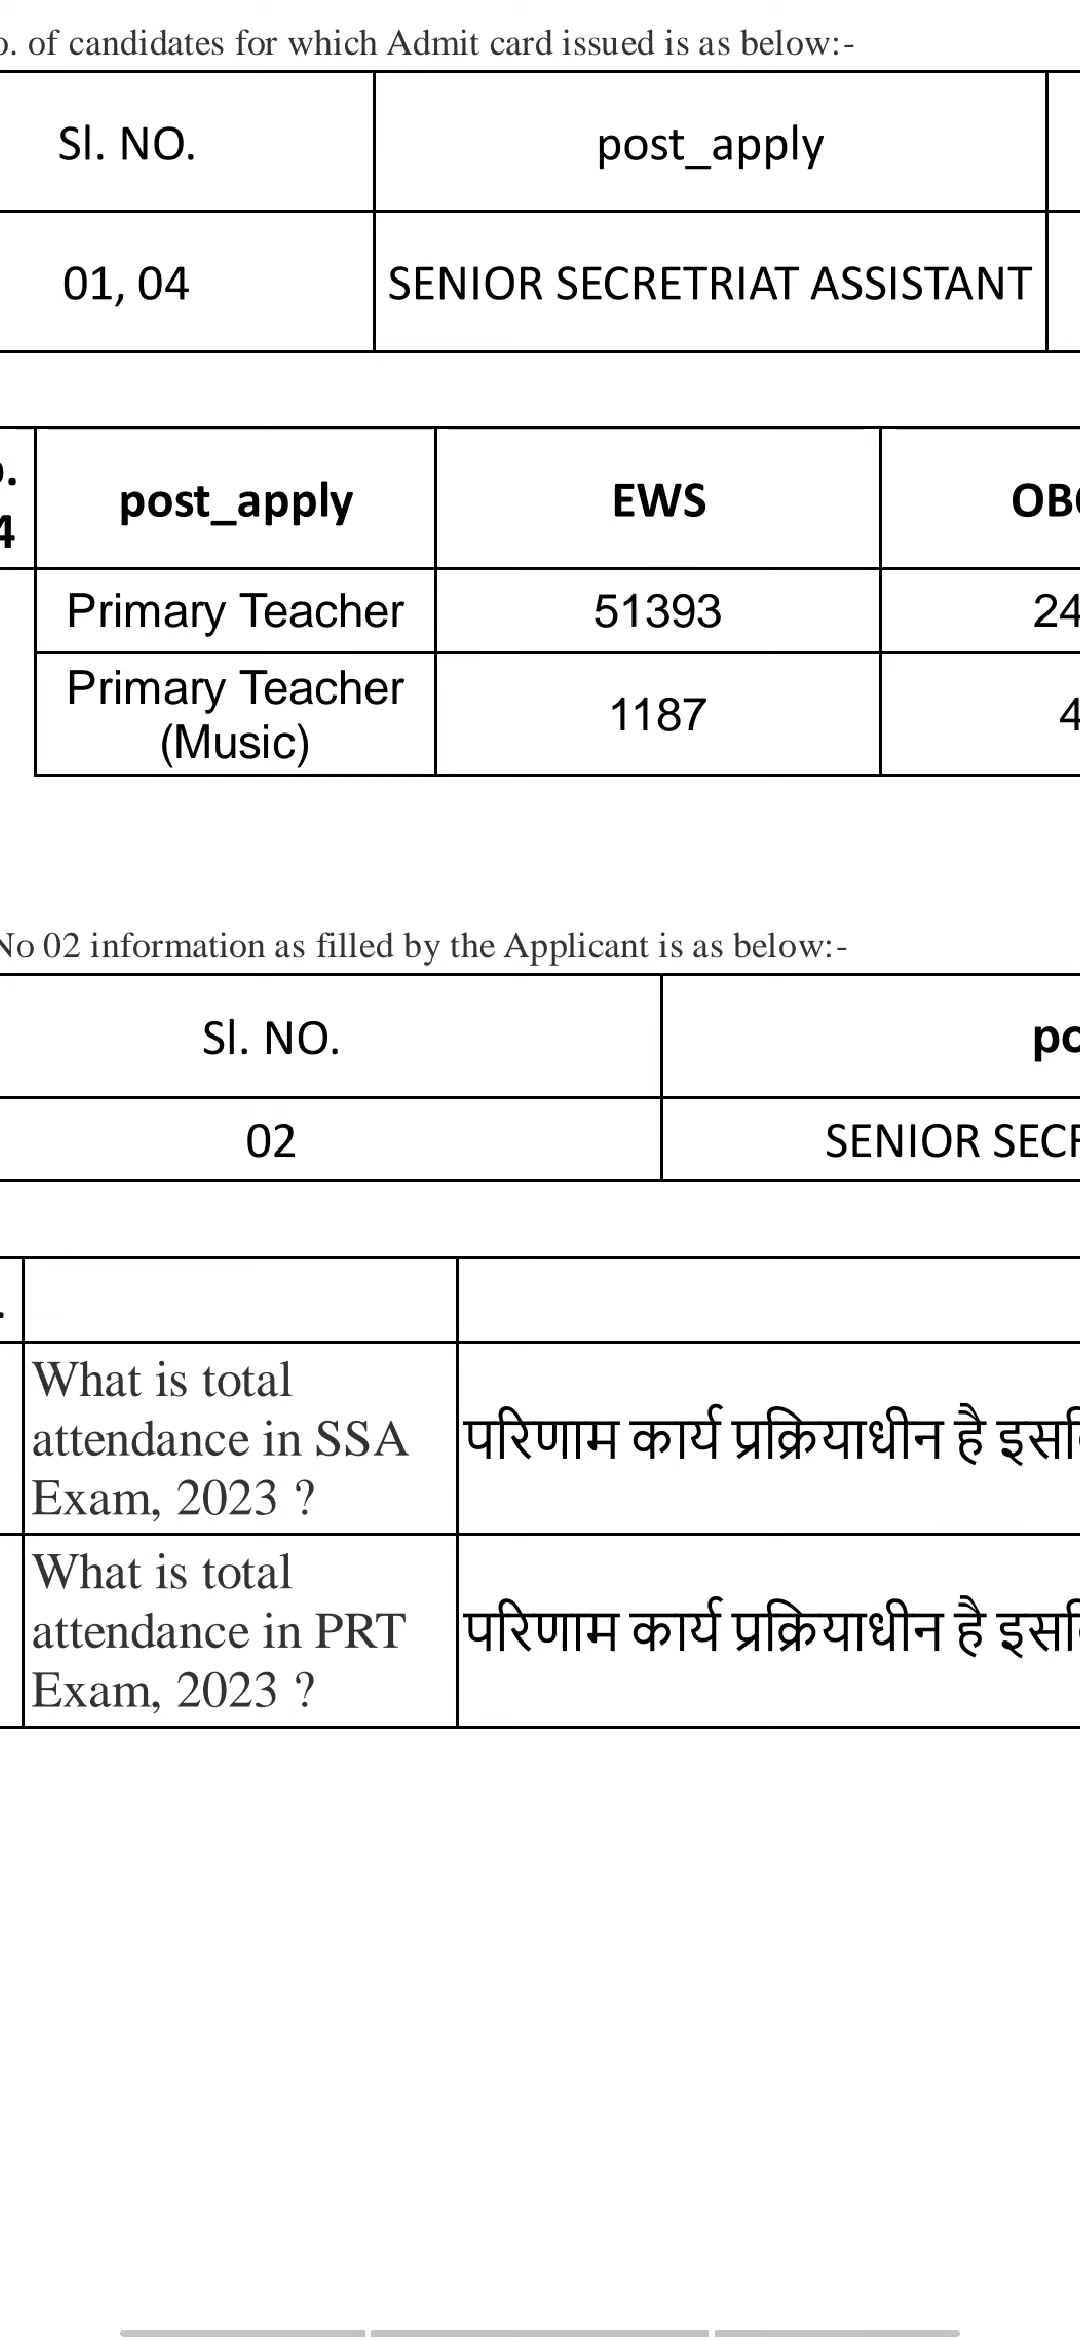 . of candidates for which Admit card issued is as below:-
Sl. NO. post_apply
01, 04 SENIOR SECRETRIAT ASSISTANT
post_apply EWS
4
Primary Teacher 51393
Primary Teacher
(Music) 1187
No 02 information as filled by the Applicant is as below:-
Sl. NO.
02 SENIOR
What is total
attendance in SSA
Exam, 2023 ?
परिणाम कार्य प्रक्रियाधीन है
What is total
attendance in PRT
Exam, 2023 ?
परिणाम कार्य प्रक्रियाधीन है